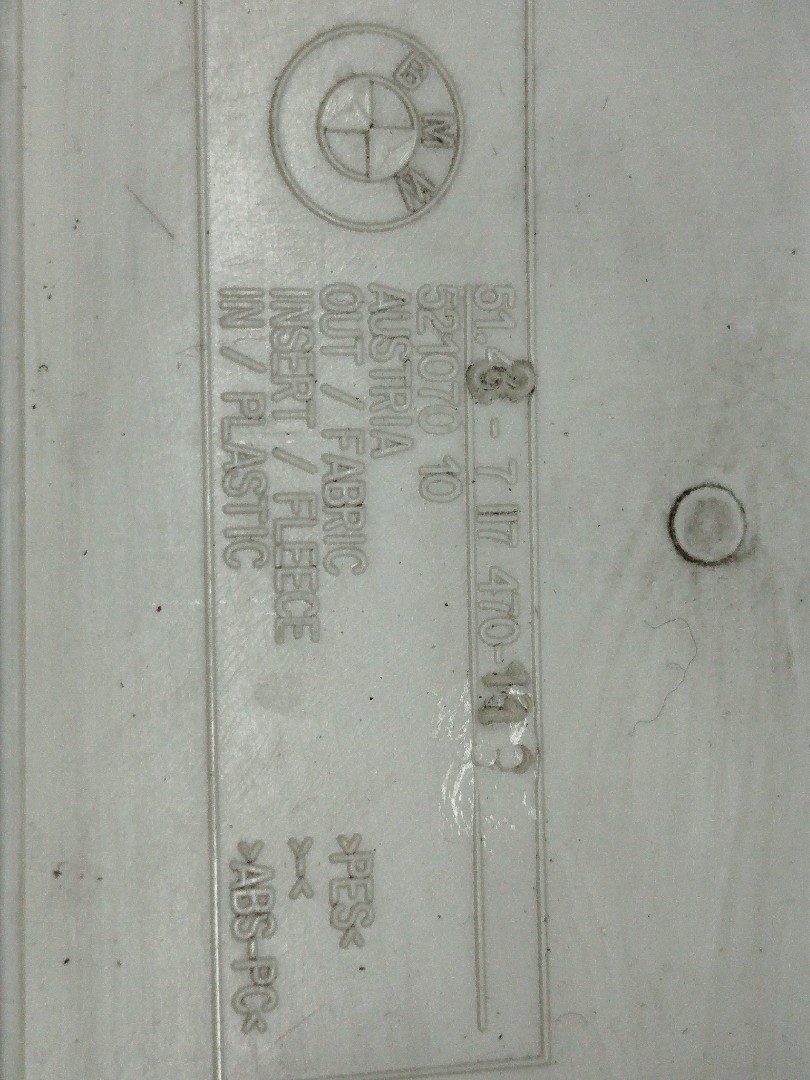 BMW
51.43 - 7 117 470-11 9
521070 10
AUSTRIA
OUT / FABRIC >PES<
INSERT / FLEECE >-<
IN / PLASTIC >ABS-PC<